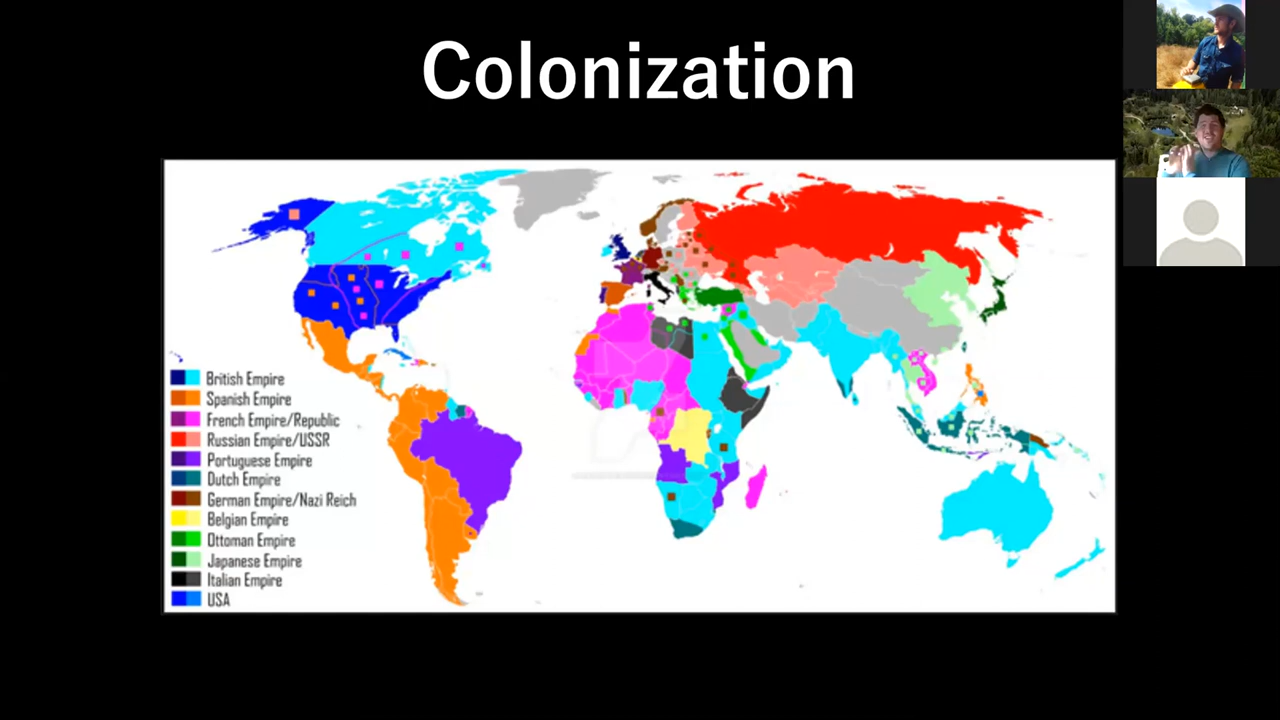 Colonization
British Empire
Spanish Empire
French Empire/Republic
Russian Empire/USSR
Portuguese Empire
Dutch Empire
German Empire/Nazi Reich
Belgian Empire
Ottoman Empire
Japanese Empire
Italian Empire
USA